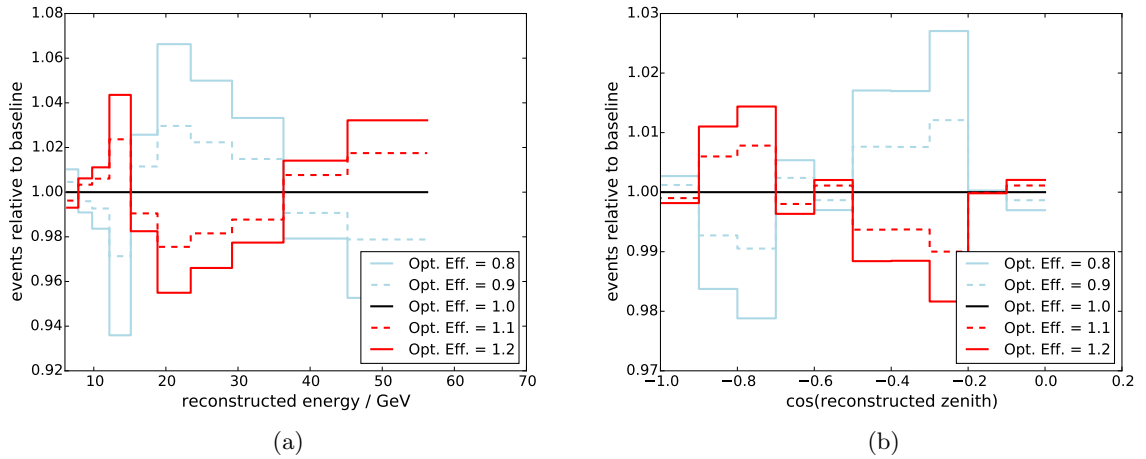 1.08
1.06
1.04
1.02
1.00
0.98
0.96
0.94
0.92
events relative to baseline
10 20 30 40 50 60 70
reconstructed energy / GeV
Opt. Eff. = 0.8
Opt. Eff. = 0.9
Opt. Eff. = 1.0
Opt. Eff. = 1.1
Opt. Eff. = 1.2
(a)
1.03
1.02
1.01
1.00
0.99
0.98
0.97
events relative to baseline
−1.0 −0.8 −0.6 −0.4 −0.2 0.0 0.2
cos(reconstructed zenith)
Opt. Eff. = 0.8
Opt. Eff. = 0.9
Opt. Eff. = 1.0
Opt. Eff. = 1.1
Opt. Eff. = 1.2
(b)